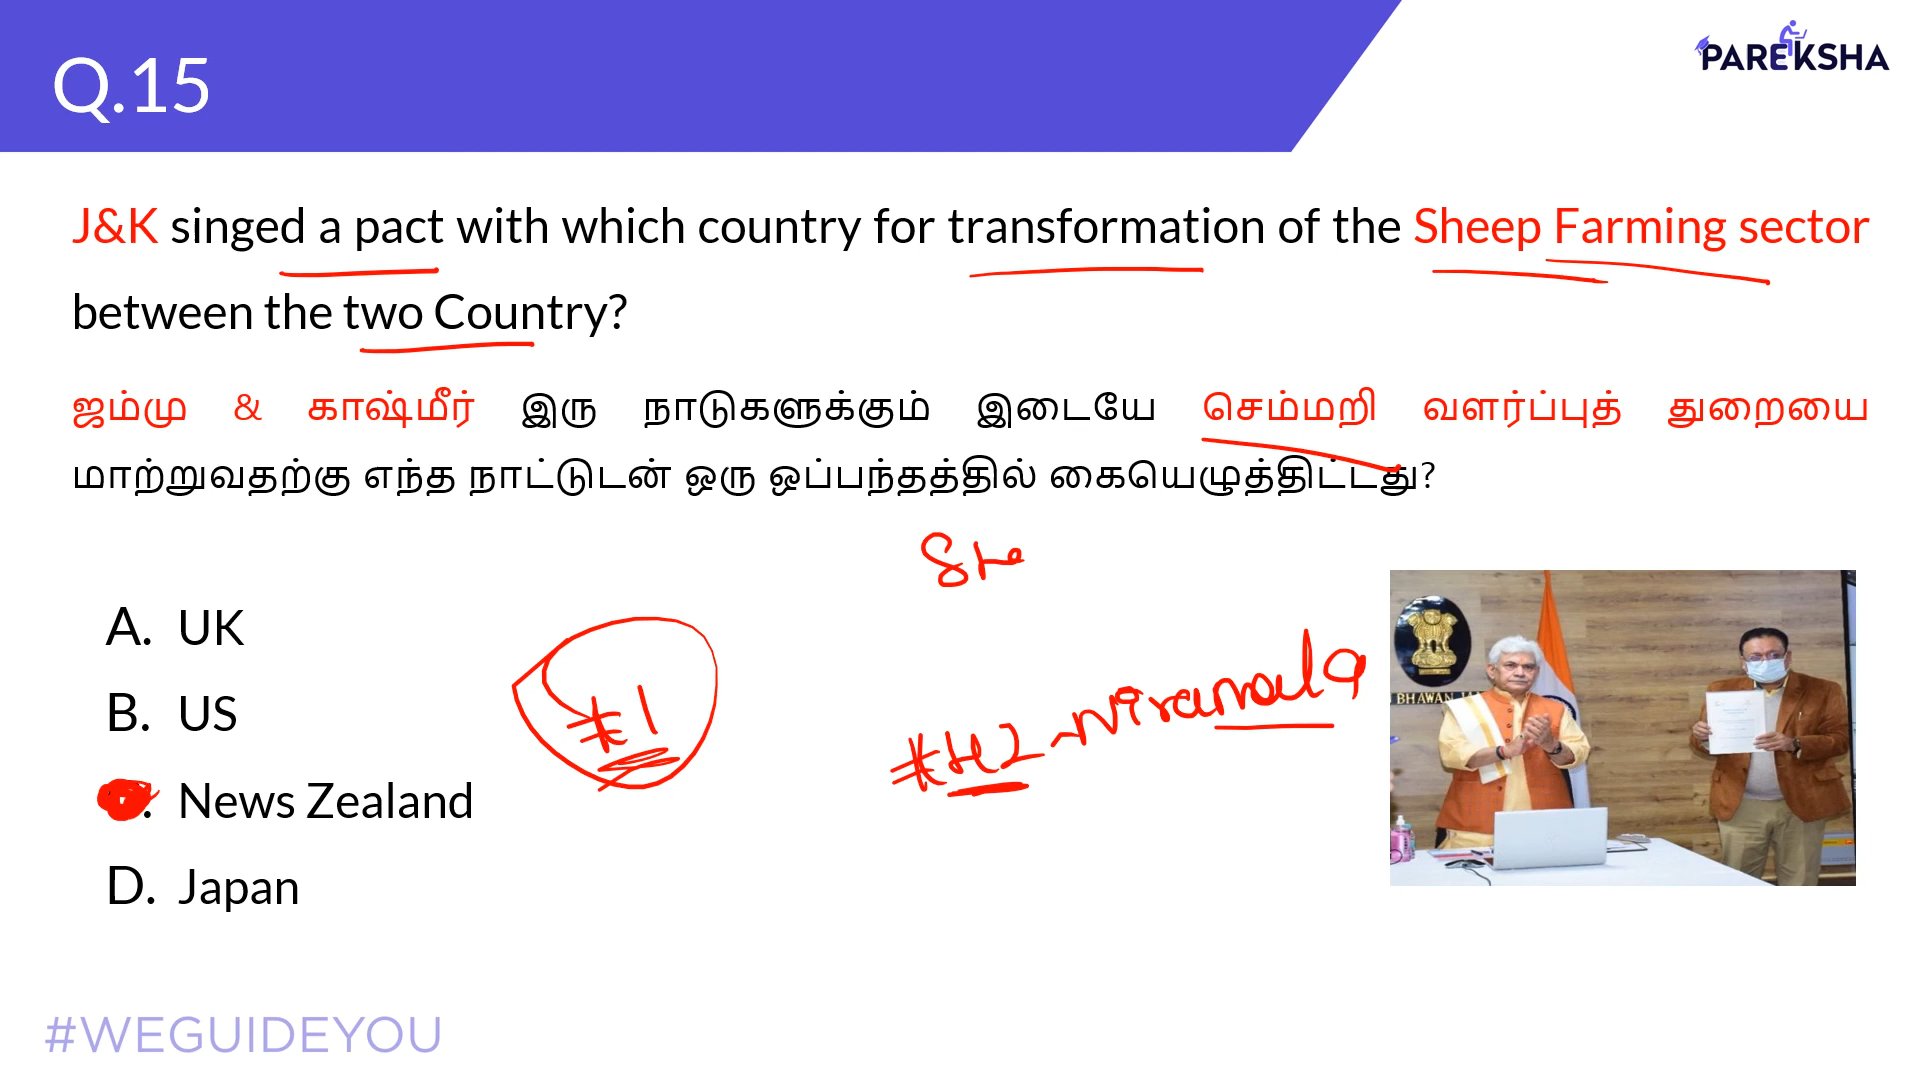 Q.15
PAREKSHA
J&K singed a pact with which country for transformation of the Sheep Farming sector
between the two Country?
ஜம்மு & காஷ்மீர் இரு நாடுகளுக்கும் இடையே செம்மறி வளர்ப்புத் துறையை
மாற்றுவதற்கு எந்த நாட்டுடன் ஒரு ஒப்பந்தத்தில் கையெழுத்திட்டது?
She
A. UK
#1
B. US
BHAWAN
News Zealand
D. Japan
#WEGUIDEYOU